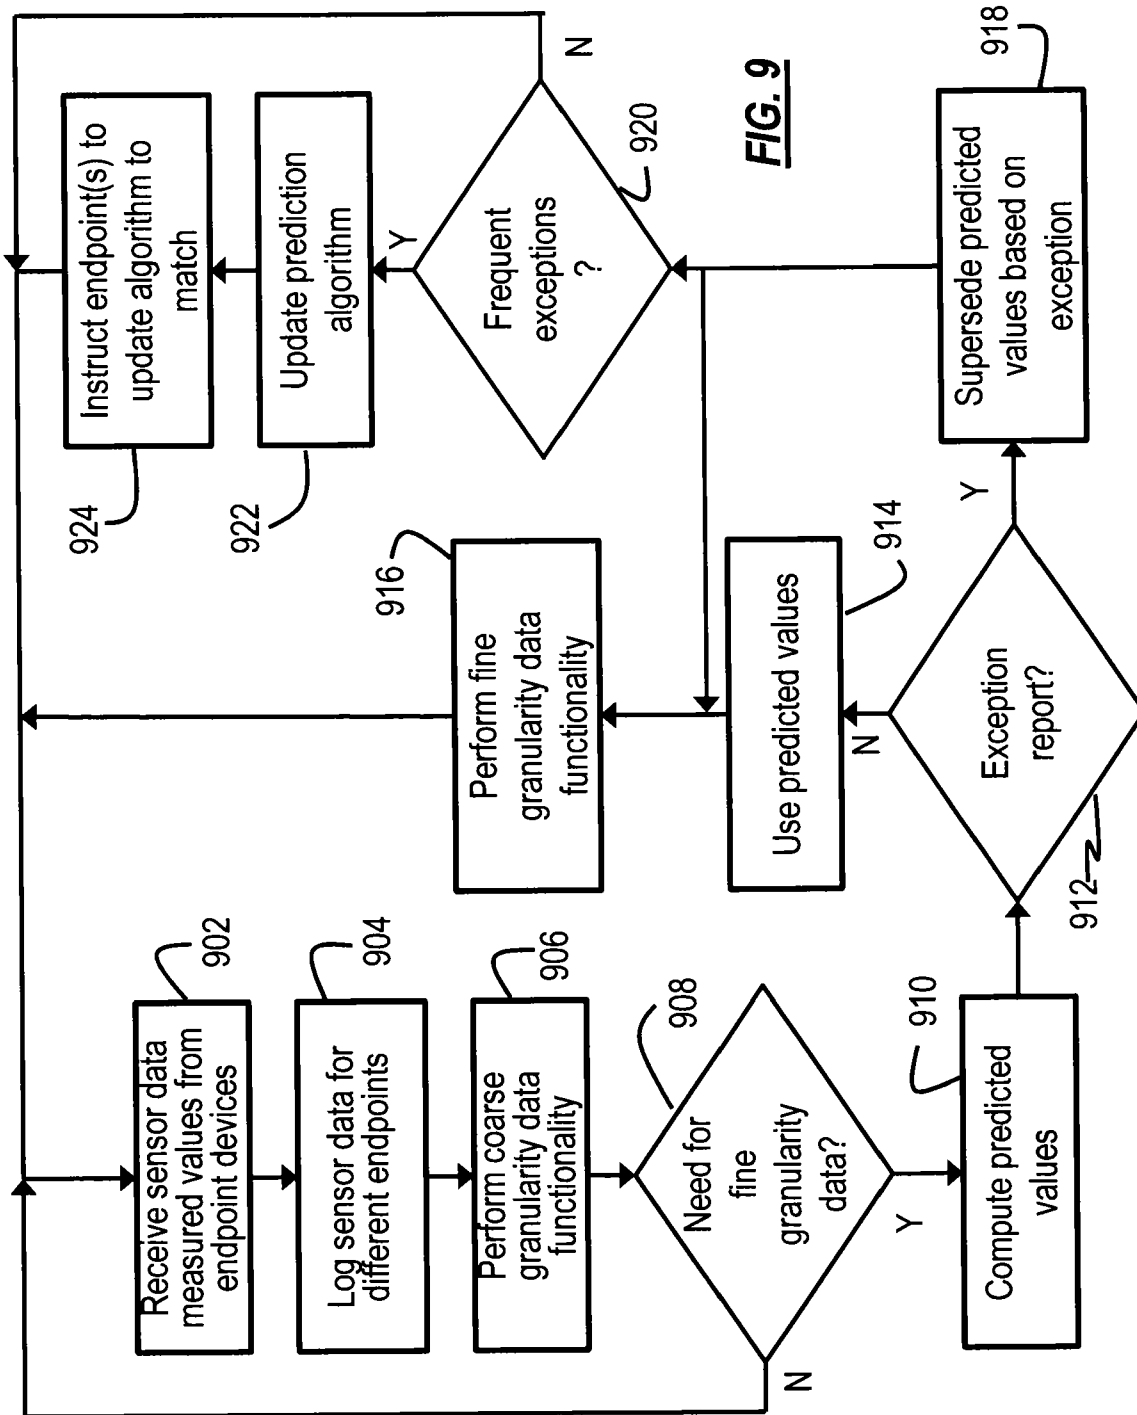 902
Receive sensor data
measured values from
endpoint devices
904
Log sensor data for
different endpoints
906
Perform coarse
granularity data
functionality
908
Need for
fine
granularity
data?
N
Y
910
Compute predicted
values
912
Exception
report?
N
Y
914
Use predicted values
916
Perform fine
granularity data
functionality
918
Supersede predicted
values based on
exception
920
Frequent
exceptions
?
Y
N
922
Update prediction
algorithm
924
Instruct endpoint(s) to
update algorithm to
match
FIG. 9